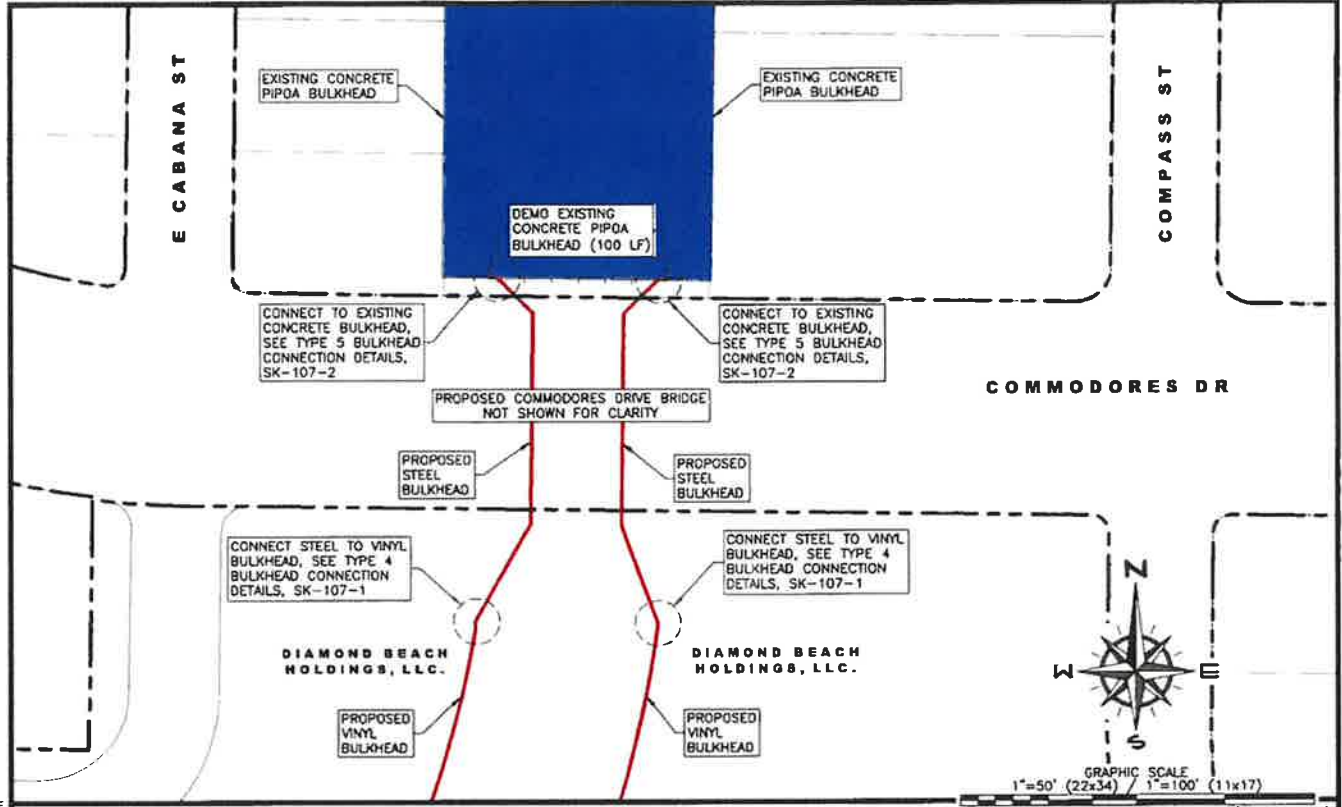 E CABANA ST
EXISTING CONCRETE
PIPOA BULKHEAD
EXISTING CONCRETE
PIPOA BULKHEAD
COMPASS ST
DEMO EXISTING
CONCRETE PIPOA
BULKHEAD (100 LF)
CONNECT TO EXISTING
CONCRETE BULKHEAD,
SEE TYPE 5 BULKHEAD
CONNECTION DETAILS,
SK-107-2
CONNECT TO EXISTING
CONCRETE BULKHEAD,
SEE TYPE 5 BULKHEAD
CONNECTION DETAILS,
SK-107-2
PROPOSED COMMODORES DRIVE BRIDGE
NOT SHOWN FOR CLARITY
COMMODORES DR
PROPOSED
STEEL
BULKHEAD
PROPOSED
STEEL
BULKHEAD
CONNECT STEEL TO VINYL
BULKHEAD, SEE TYPE 4
BULKHEAD CONNECTION
DETAILS, SK-107-1
CONNECT STEEL TO VINYL
BULKHEAD, SEE TYPE 4
BULKHEAD CONNECTION
DETAILS, SK-107-1
DIAMOND BEACH
HOLDINGS, LLC.
DIAMOND BEACH
HOLDINGS, LLC.
PROPOSED
VINYL
BULKHEAD
PROPOSED
VINYL
BULKHEAD
N
W
E
S
GRAPHIC SCALE
1"=50' (22x34) / 1"=100' (11x17)